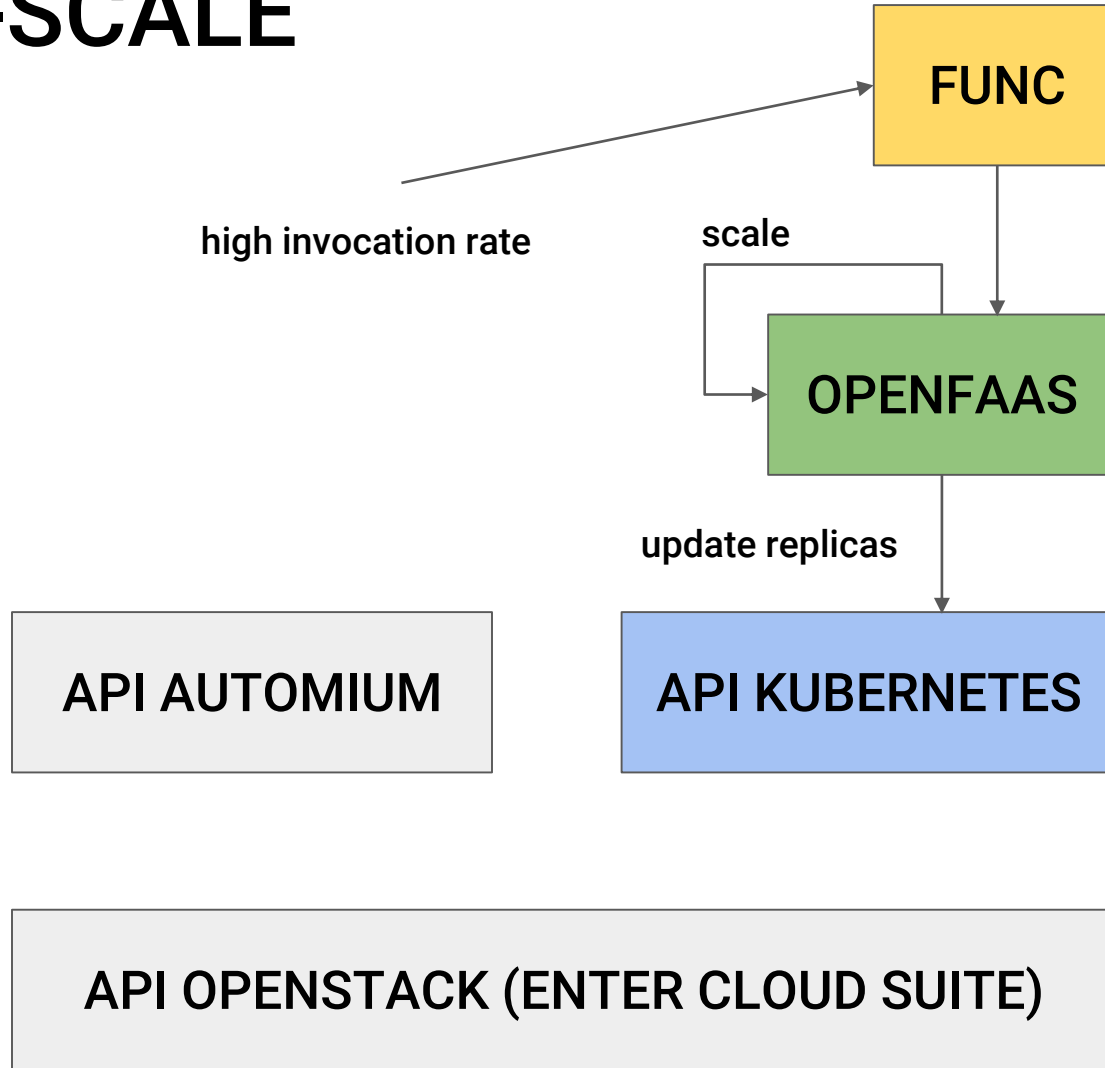 -SCALE
FUNC
high invocation rate
scale
OPENFAAS
update replicas
API AUTOMIUM
API KUBERNETES
API OPENSTACK (ENTER CLOUD SUITE)